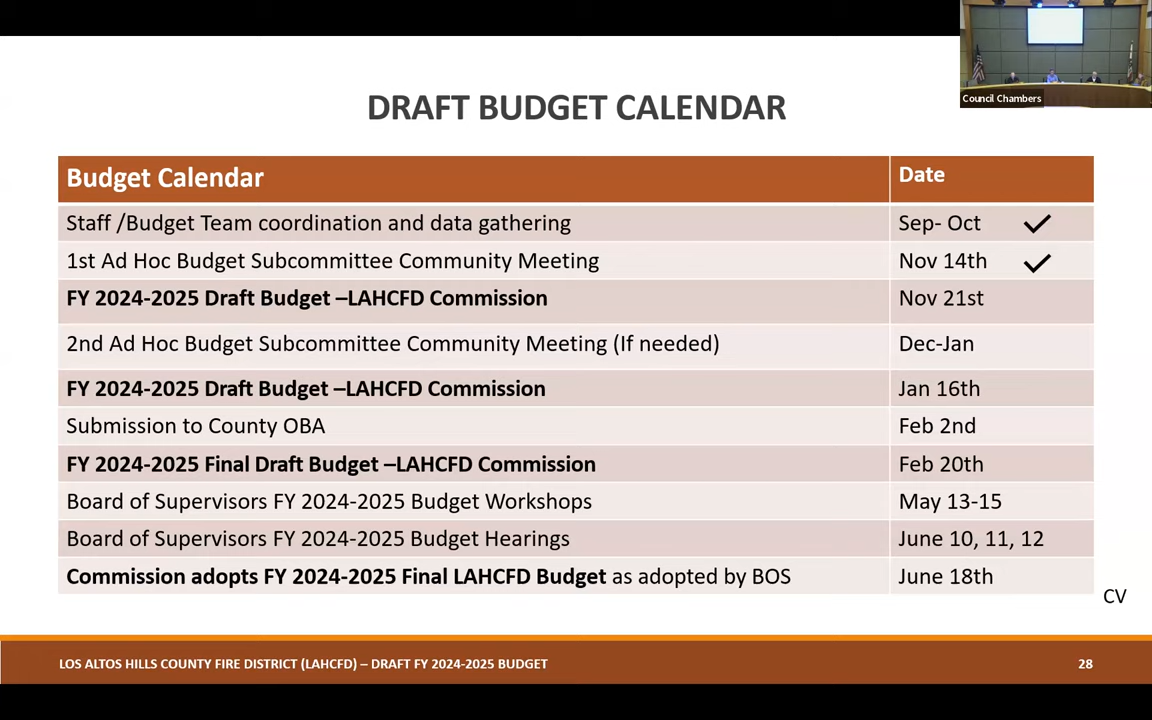 Council Chambers
DRAFT BUDGET CALENDAR
Budget Calendar Date
Staff /Budget Team coordination and data gathering Sep- Oct ✓
1st Ad Hoc Budget Subcommittee Community Meeting Nov 14th ✓
FY 2024-2025 Draft Budget –LAHCFD Commission Nov 21st
2nd Ad Hoc Budget Subcommittee Community Meeting (If needed) Dec-Jan
FY 2024-2025 Draft Budget –LAHCFD Commission Jan 16th
Submission to County OBA Feb 2nd
FY 2024-2025 Final Draft Budget –LAHCFD Commission Feb 20th
Board of Supervisors FY 2024-2025 Budget Workshops May 13-15
Board of Supervisors FY 2024-2025 Budget Hearings June 10, 11, 12
Commission adopts FY 2024-2025 Final LAHCFD Budget as adopted by BOS June 18th
CV
LOS ALTOS HILLS COUNTY FIRE DISTRICT (LAHCFD) – DRAFT FY 2024-2025 BUDGET 28